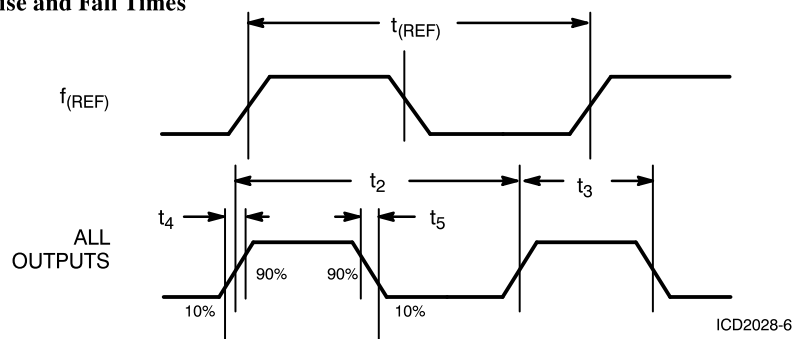 ise and Fall Times
t(REF)
f(REF)
t2
t3
t4
t5
ALL
OUTPUTS
90%
90%
10%
10%
ICD2028-6